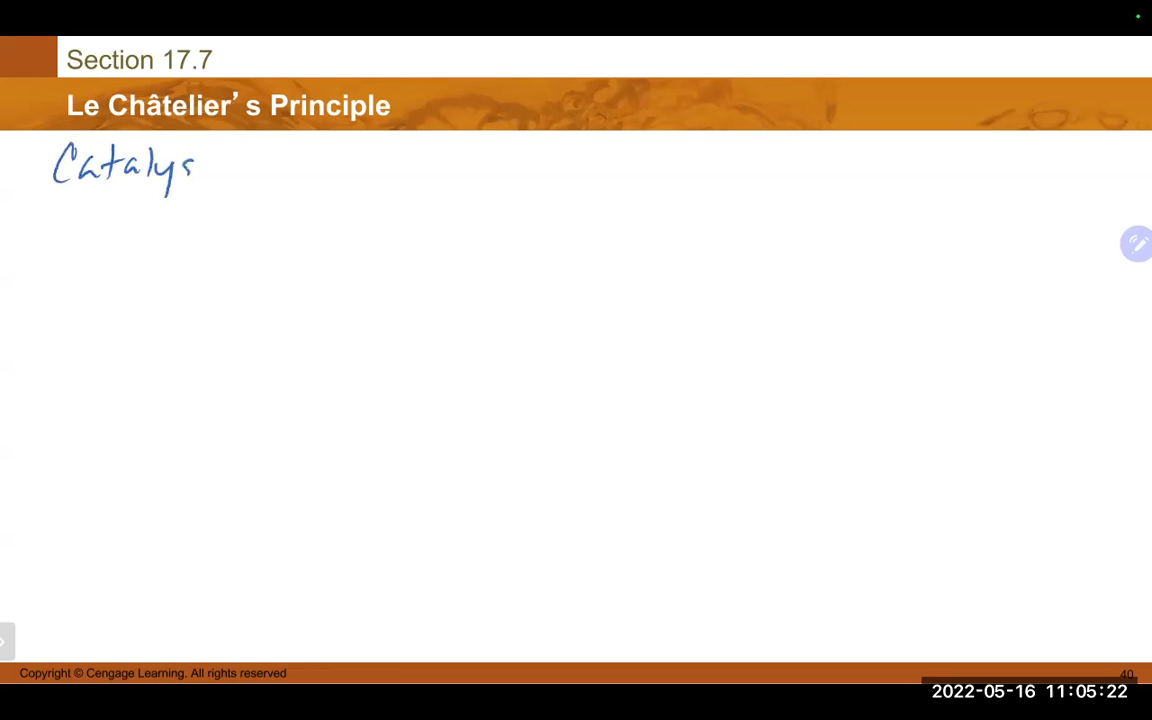 Section 17.7
Le Châtelier’s Principle
Catalys
Copyright © Cengage Learning. All rights reserved
40
2022-05-16 11:05:22